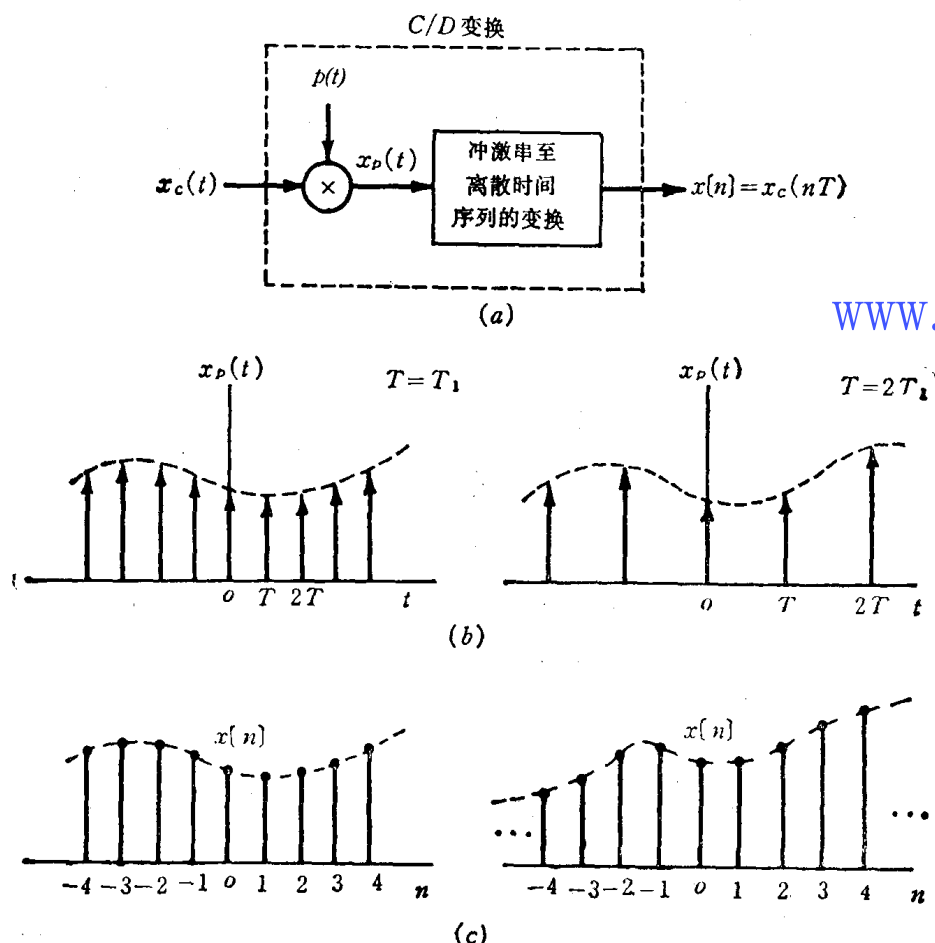 C/D 变换
p(t)
x_c(t)
×
x_p(t)
冲激串至
离散时间
序列的变换
x[n]=x_c(nT)
(a)
WWW.
x_p(t)
T=T₁
o T 2T t
x_p(t)
T=2T₁
o T 2T t
(b)
x[n]
-4 -3 -2 -1 o 1 2 3 4 n
x[n]
... ...
-4 -3 -2 -1 o 1 2 3 4 n
(c)